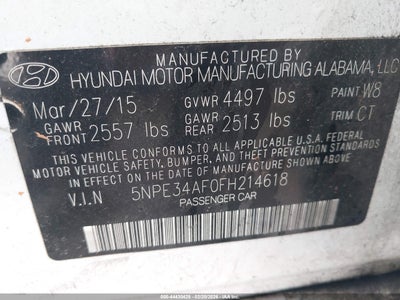 MANUFACTURED BY
HYUNDAI MOTOR MANUFACTURING ALABAMA, LLC
Mar/27/15 GVWR 4497 lbs PAINT W8
GAWR FRONT 2557 lbs GAWR REAR 2513 lbs TRIM CT
THIS VEHICLE CONFORMS TO ALL APPLICABLE U.S.A. FEDERAL
MOTOR VEHICLE SAFETY, BUMPER, AND THEFT PREVENTION
STANDARDS IN EFFECT ON THE DATE OF MANUFACTURE SHOWN ABOVE.
V.I.N 5NPE34AF0FH214618
PASSENGER CAR